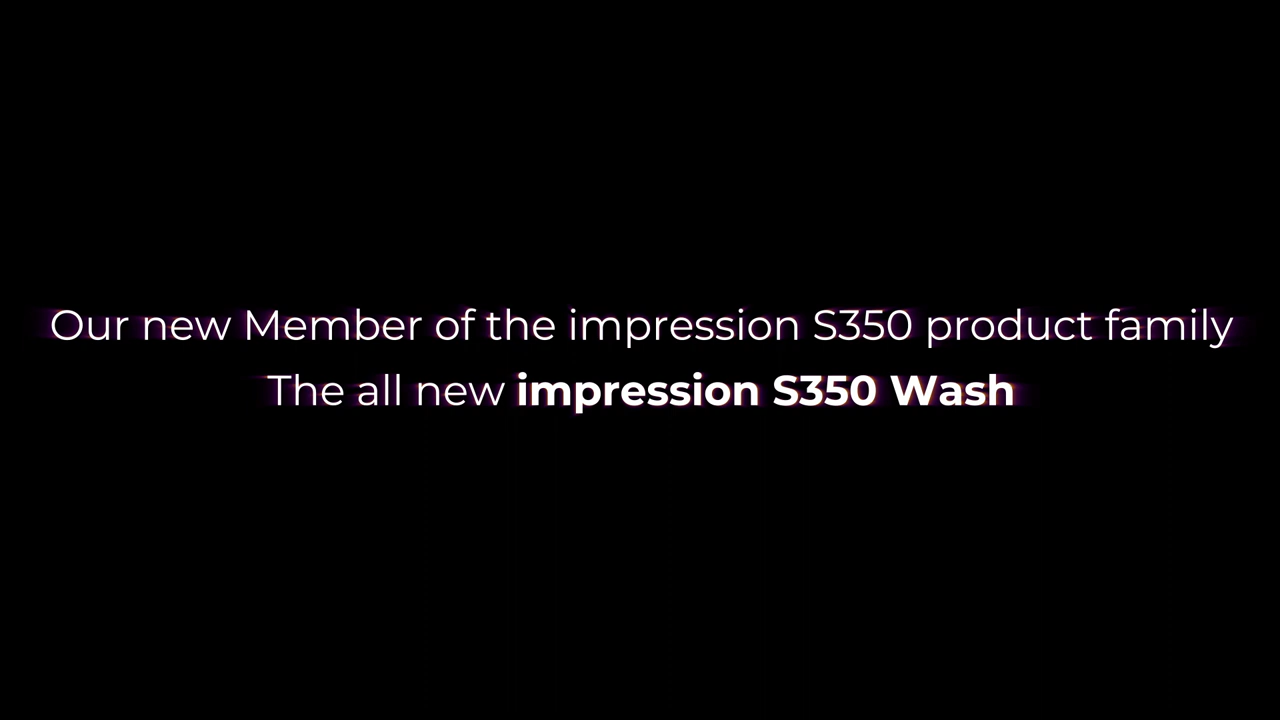 Our new Member of the impression S350 product family
The all new impression S350 Wash